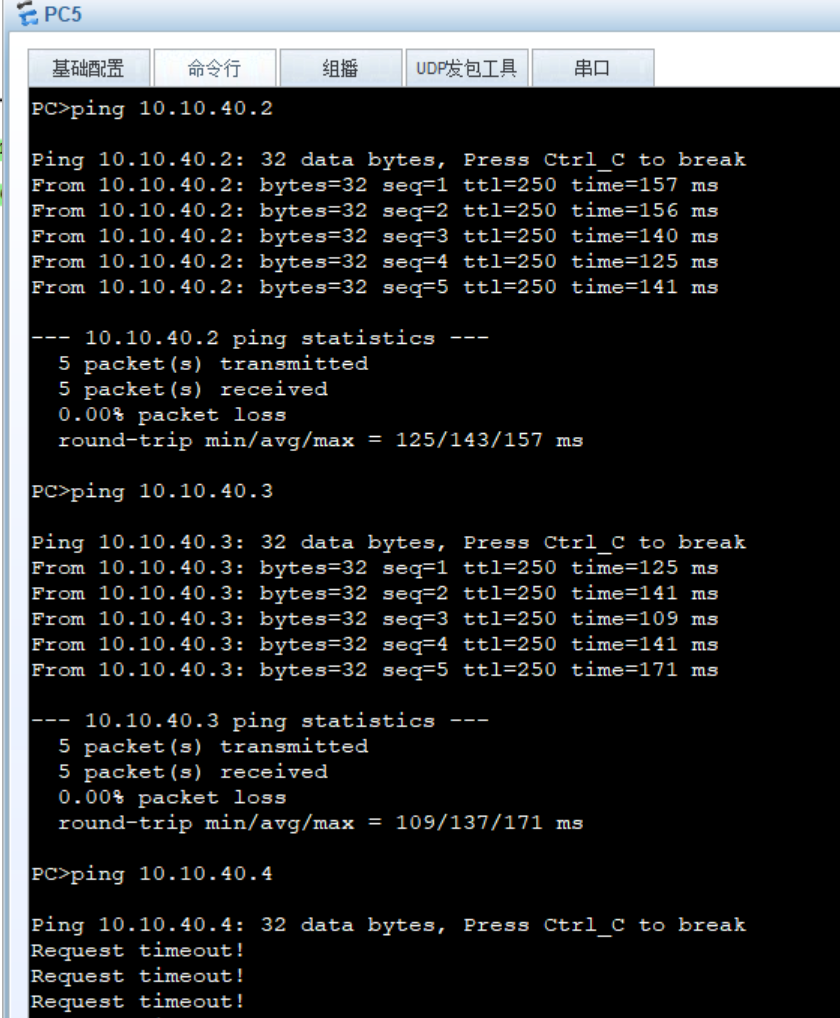 PC5
基础配置 命令行 组播 UDP发包工具 串口
PC>ping 10.10.40.2
Ping 10.10.40.2: 32 data bytes, Press Ctrl_C to break
From 10.10.40.2: bytes=32 seq=1 ttl=250 time=157 ms
From 10.10.40.2: bytes=32 seq=2 ttl=250 time=156 ms
From 10.10.40.2: bytes=32 seq=3 ttl=250 time=140 ms
From 10.10.40.2: bytes=32 seq=4 ttl=250 time=125 ms
From 10.10.40.2: bytes=32 seq=5 ttl=250 time=141 ms
--- 10.10.40.2 ping statistics ---
5 packet(s) transmitted
5 packet(s) received
0.00% packet loss
round-trip min/avg/max = 125/143/157 ms
PC>ping 10.10.40.3
Ping 10.10.40.3: 32 data bytes, Press Ctrl_C to break
From 10.10.40.3: bytes=32 seq=1 ttl=250 time=125 ms
From 10.10.40.3: bytes=32 seq=2 ttl=250 time=141 ms
From 10.10.40.3: bytes=32 seq=3 ttl=250 time=109 ms
From 10.10.40.3: bytes=32 seq=4 ttl=250 time=141 ms
From 10.10.40.3: bytes=32 seq=5 ttl=250 time=171 ms
--- 10.10.40.3 ping statistics ---
5 packet(s) transmitted
5 packet(s) received
0.00% packet loss
round-trip min/avg/max = 109/137/171 ms
PC>ping 10.10.40.4
Ping 10.10.40.4: 32 data bytes, Press Ctrl_C to break
Request timeout!
Request timeout!
Request timeout!